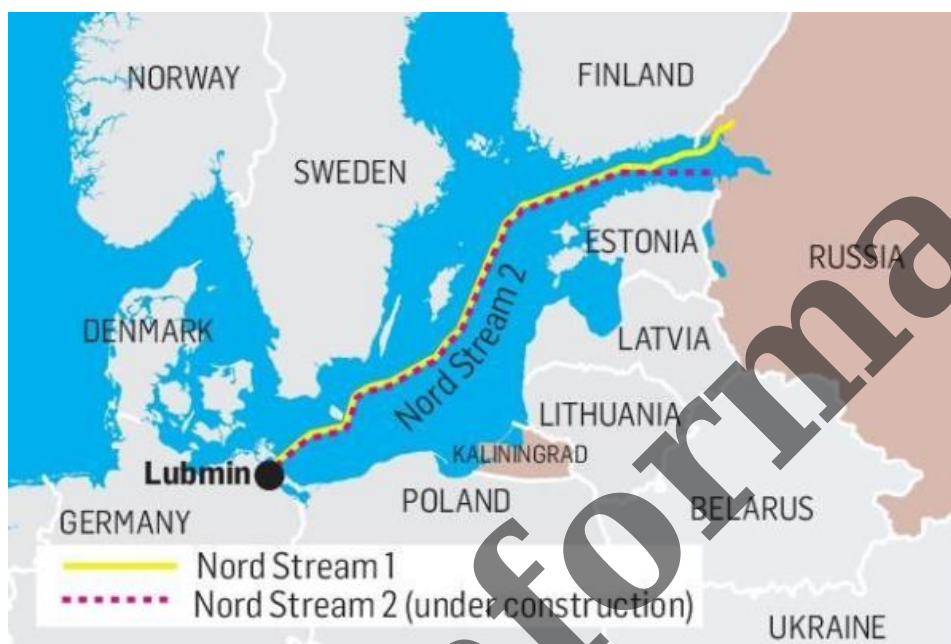 NORWAY
FINLAND
SWEDEN
ESTONIA
RUSSIA
Nord Stream 2
DENMARK
LATVIA
LITHUANIA
KALININGRAD
Lubmin
POLAND
BELARUS
GERMANY
Nord Stream 1
Nord Stream 2 (under construction)
UKRAINE
forma